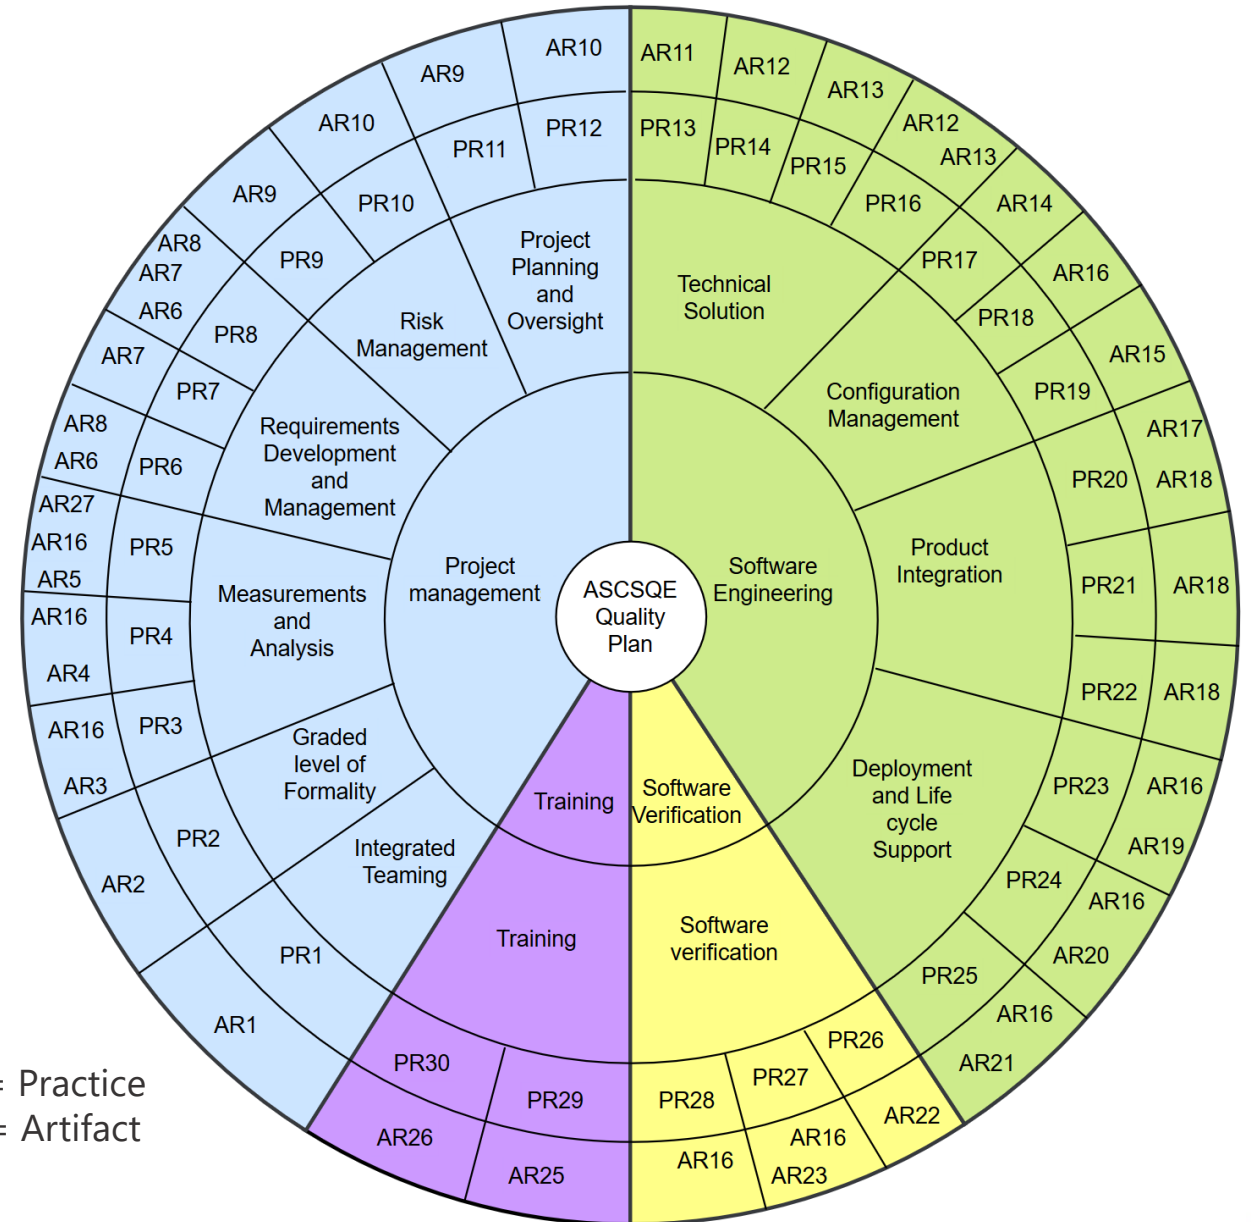 ASCSQE
Quality
Plan
Project
management
Software
Engineering
Software
Verification
Training
Project
Planning
and
Oversight
Risk
Management
Requirements
Development
and
Management
Measurements
and
Analysis
Graded
level of
Formality
Integrated
Teaming
Technical
Solution
Configuration
Management
Product
Integration
Deployment
and Life
cycle
Support
Software
verification
Training
PR13
PR14
PR15
PR16
PR17
PR18
PR19
PR20
PR21
PR22
PR23
PR24
PR25
PR26
PR27
PR28
PR29
PR30
PR1
PR2
PR3
PR4
PR5
PR6
PR7
PR8
PR9
PR10
PR11
PR12
AR11
AR12
AR13
AR12
AR13
AR14
AR16
AR15
AR17
AR18
AR18
AR18
AR16
AR19
AR16
AR20
AR16
AR21
AR22
AR16
AR23
AR16
AR25
AR26
AR1
AR2
AR16
AR3
AR16
AR4
AR27
AR16
AR5
AR8
AR6
AR7
AR8
AR7
AR6
AR9
AR10
AR9
AR10
= Practice
= Artifact